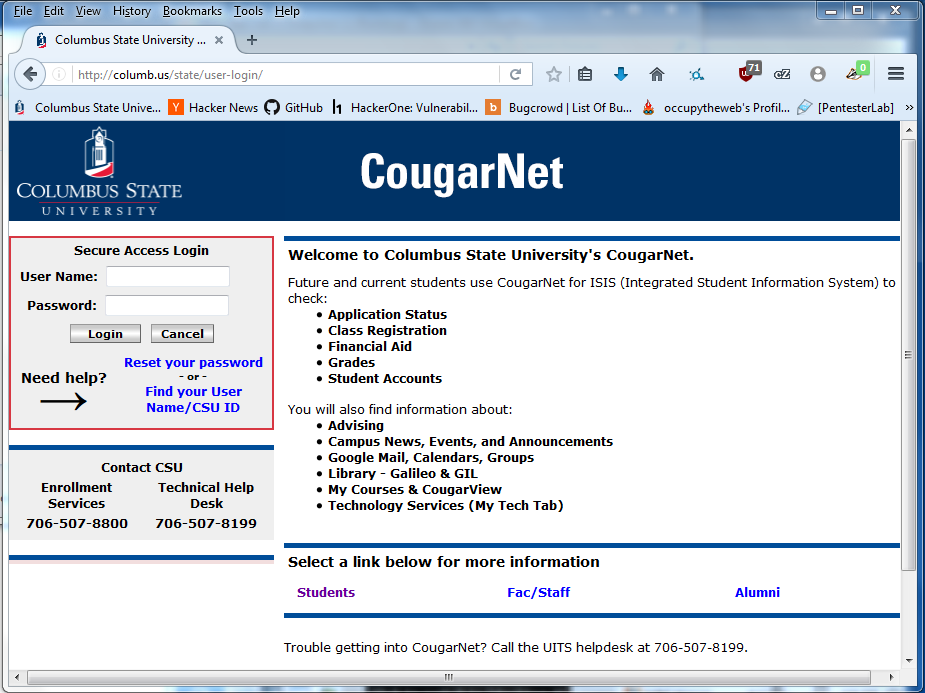 File Edit View History Bookmarks Tools Help
Columbus State University ...
http://columb.us/state/user-login/
71
0
Columbus State Unive... Hacker News GitHub HackerOne: Vulnerabil... Bugcrowd | List Of Bu... occupytheweb's Profil... [PentesterLab] »
COLUMBUS STATE
UNIVERSITY
CougarNet
Secure Access Login
User Name:
Password:
Login Cancel
Need help?
Reset your password
- or -
Find your User
Name/CSU ID
Contact CSU
Enrollment
Services
706-507-8800
Technical Help
Desk
706-507-8199
Welcome to Columbus State University's CougarNet.
Future and current students use CougarNet for ISIS (Integrated Student Information System) to
check:
• Application Status
• Class Registration
• Financial Aid
• Grades
• Student Accounts
You will also find information about:
• Advising
• Campus News, Events, and Announcements
• Google Mail, Calendars, Groups
• Library - Galileo & GIL
• My Courses & CougarView
• Technology Services (My Tech Tab)
Select a link below for more information
Students Fac/Staff Alumni
Trouble getting into CougarNet? Call the UITS helpdesk at 706-507-8199.